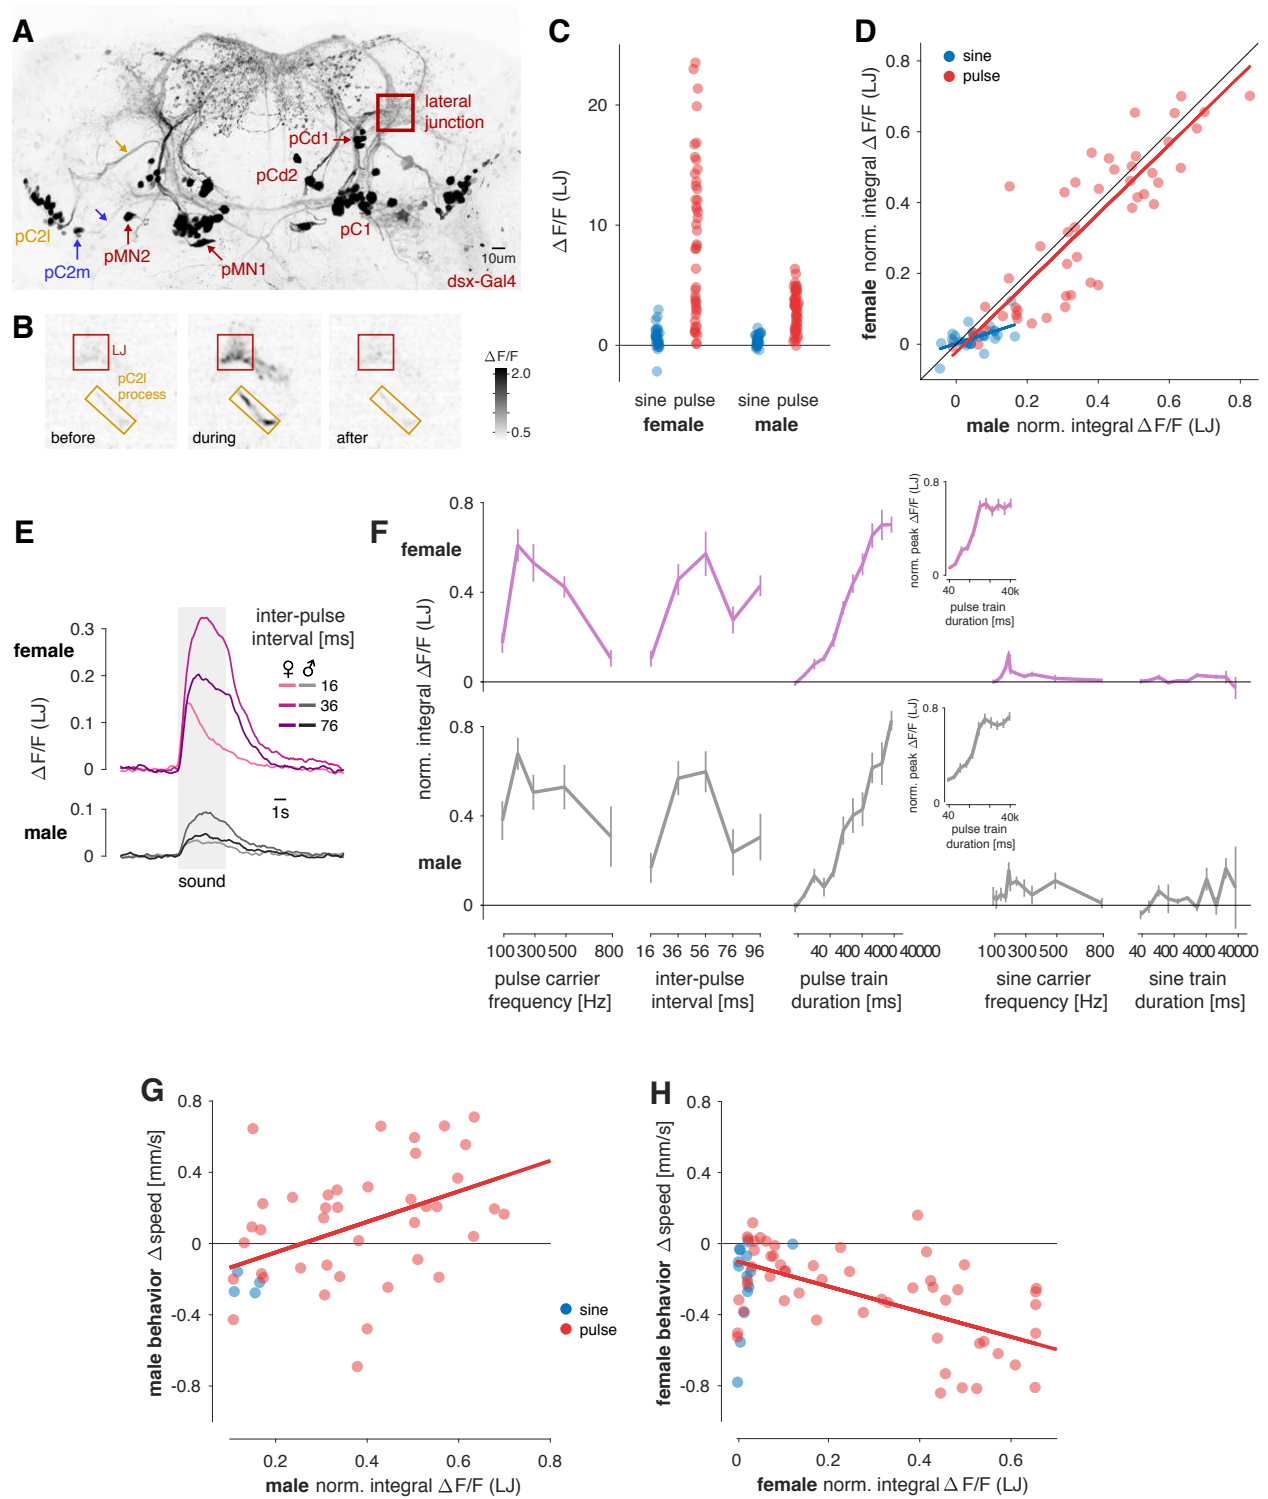 A
lateral
junction
pCd1
pCd2
pC1
pC2l
pC2m
pMN2
pMN1
10um
dsx-Gal4
B
LJ
pC2l
process
before
during
after
ΔF/F
2.0
0.5
C
ΔF/F (LJ)
20
10
0
sine pulse sine pulse
female male
D
sine
pulse
female norm. integral ΔF/F (LJ)
0.8
0.6
0.4
0.2
0
0 0.2 0.4 0.6 0.8
male norm. integral ΔF/F (LJ)
E
female
male
ΔF/F (LJ)
0.3
0.2
0.1
0
0.1
0
inter-pulse
interval [ms]
♀ ♂
16
36
76
1s
sound
F
female
male
norm. integral ΔF/F (LJ)
0.8
0.4
0
0.8
0.4
0
norm. peak ΔF/F (LJ)
0.8
0
40 40k
pulse train
duration [ms]
norm. peak ΔF/F (LJ)
0.8
0
40 40k
pulse train
duration [ms]
100 300 500 800
pulse carrier
frequency [Hz]
16 36 56 76 96
inter-pulse
interval [ms]
40 400 4000 40000
pulse train
duration [ms]
100 300 500 800
sine carrier
frequency [Hz]
40 400 4000 40000
sine train
duration [ms]
G
male behavior Δspeed [mm/s]
0.8
0.4
0
-0.4
-0.8
sine
pulse
0.2 0.4 0.6 0.8
male norm. integral ΔF/F (LJ)
H
female behavior Δspeed [mm/s]
0.8
0.4
0
-0.4
-0.8
0 0.2 0.4 0.6
female norm. integral ΔF/F (LJ)